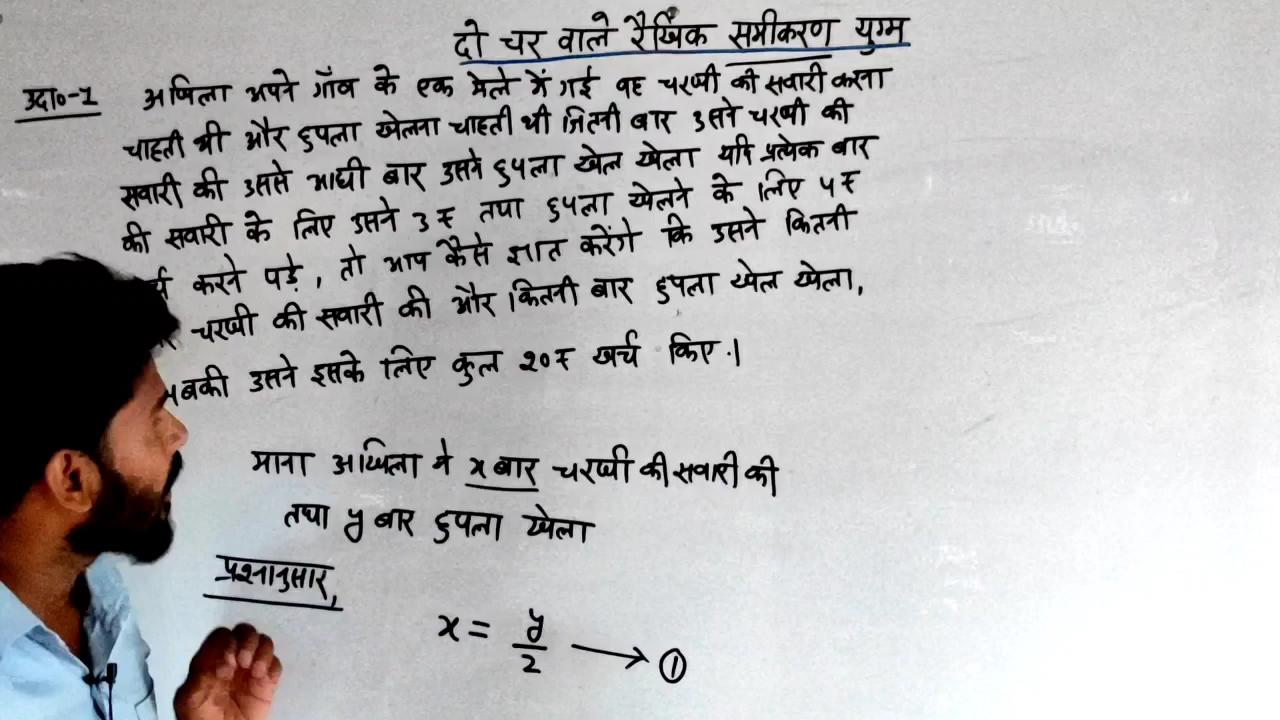 दो चर वाले रैखिक समीकरण युग्म
उदा०-1 अखिला अपने गाँव के एक मेले में गई वह चरखी की सवारी करना
चाहती थी और हुपला खेलना चाहती थी जितनी बार उसने चरखी की
सवारी की उससे आधी बार उसने हुपला खेल खेला यदि प्रत्येक बार
की सवारी के लिए उसने 3 ₹ तथा हुपला खेलने के लिए 4 ₹
करने पड़े, तो आप कैसे ज्ञात करेंगे कि उसने कितनी
चरखी की सवारी की और कितनी बार हुपला खेल खेला,
उसने इसके लिए कुल 20 ₹ खर्च किए।
माना अखिला ने x बार चरखी की सवारी की
तथा y बार हुपला खेला
प्रश्नानुसार,
x = y/2 → ①